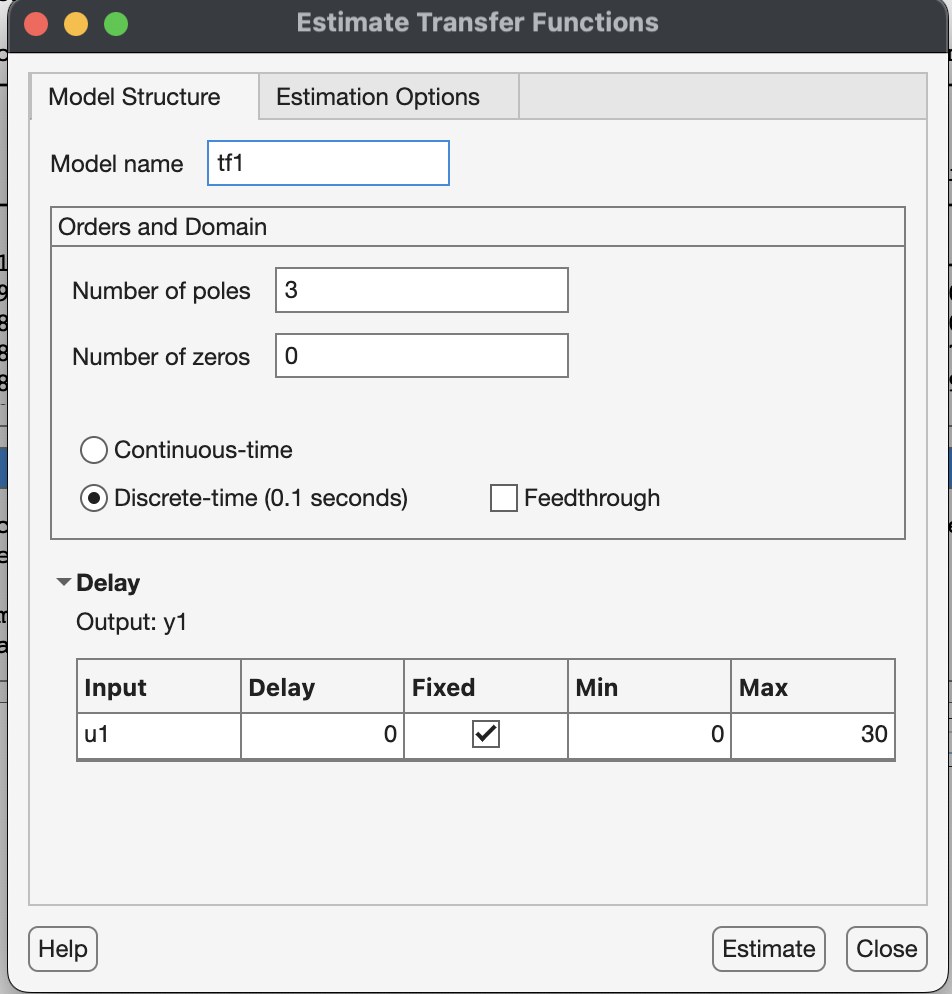 Estimate Transfer Functions
Model Structure Estimation Options
Model name tf1
Orders and Domain
Number of poles 3
Number of zeros 0
Continuous-time
Discrete-time (0.1 seconds) Feedthrough
Delay
Output: y1
Input Delay Fixed Min Max
u1 0 0 30
Help Estimate Close